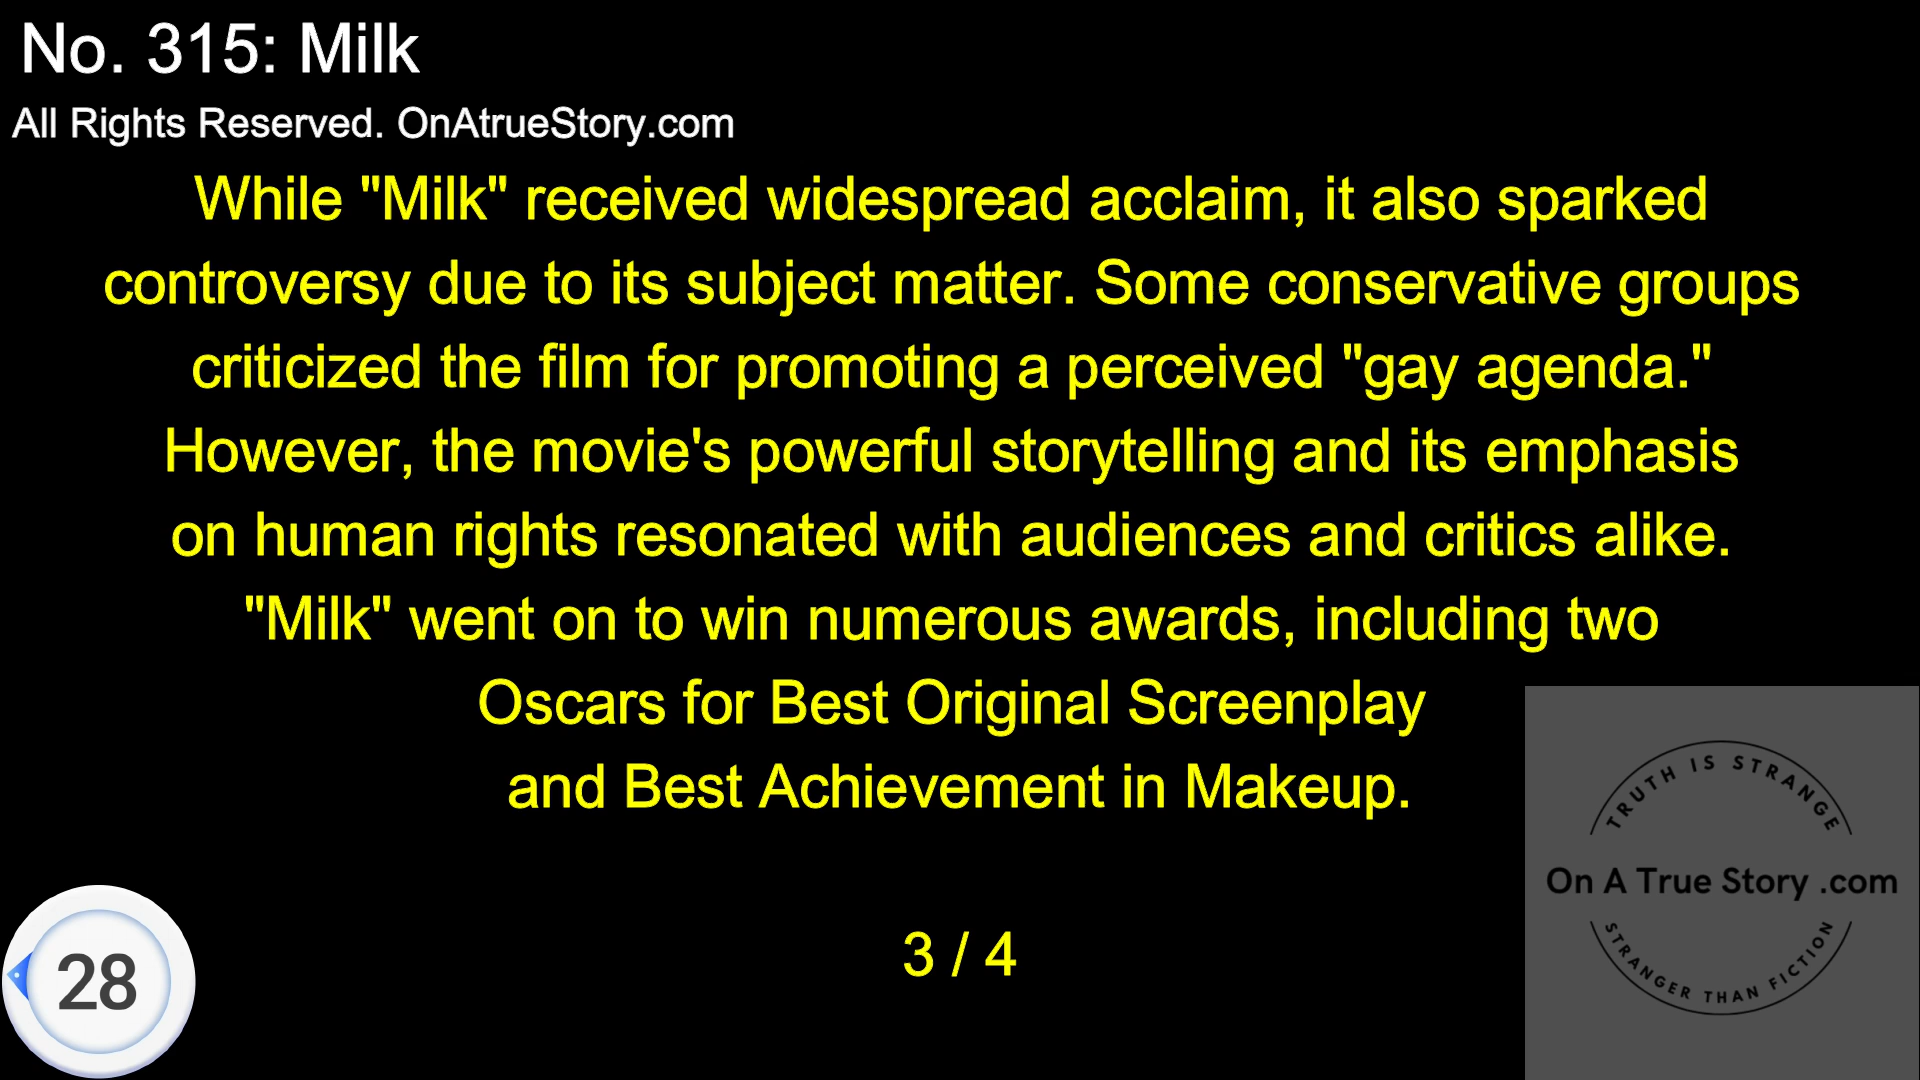 No. 315: Milk
All Rights Reserved. OnAtrueStory.com
While "Milk" received widespread acclaim, it also sparked
controversy due to its subject matter. Some conservative groups
criticized the film for promoting a perceived "gay agenda."
However, the movie's powerful storytelling and its emphasis
on human rights resonated with audiences and critics alike.
"Milk" went on to win numerous awards, including two
Oscars for Best Original Screenplay
and Best Achievement in Makeup.
TRUTH IS STRANGE
On A True Story .com
STRANGER THAN FICTION
3 / 4
28